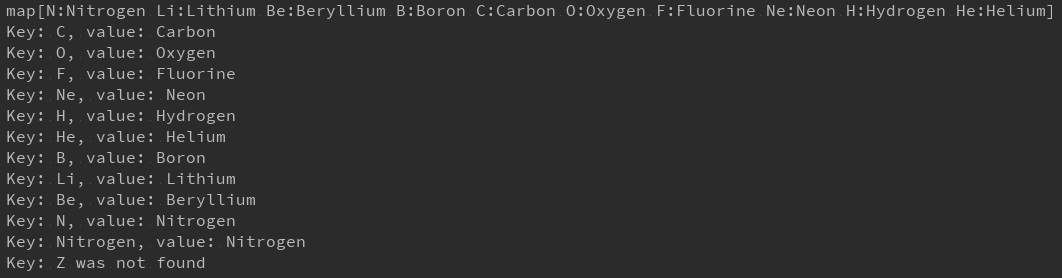 map[N:Nitrogen Li:Lithium Be:Beryllium B:Boron C:Carbon O:Oxygen F:Fluorine Ne:Neon H:Hydrogen He:Helium]
Key: C, value: Carbon
Key: O, value: Oxygen
Key: F, value: Fluorine
Key: Ne, value: Neon
Key: H, value: Hydrogen
Key: He, value: Helium
Key: B, value: Boron
Key: Li, value: Lithium
Key: Be, value: Beryllium
Key: N, value: Nitrogen
Key: Nitrogen, value: Nitrogen
Key: Z was not found